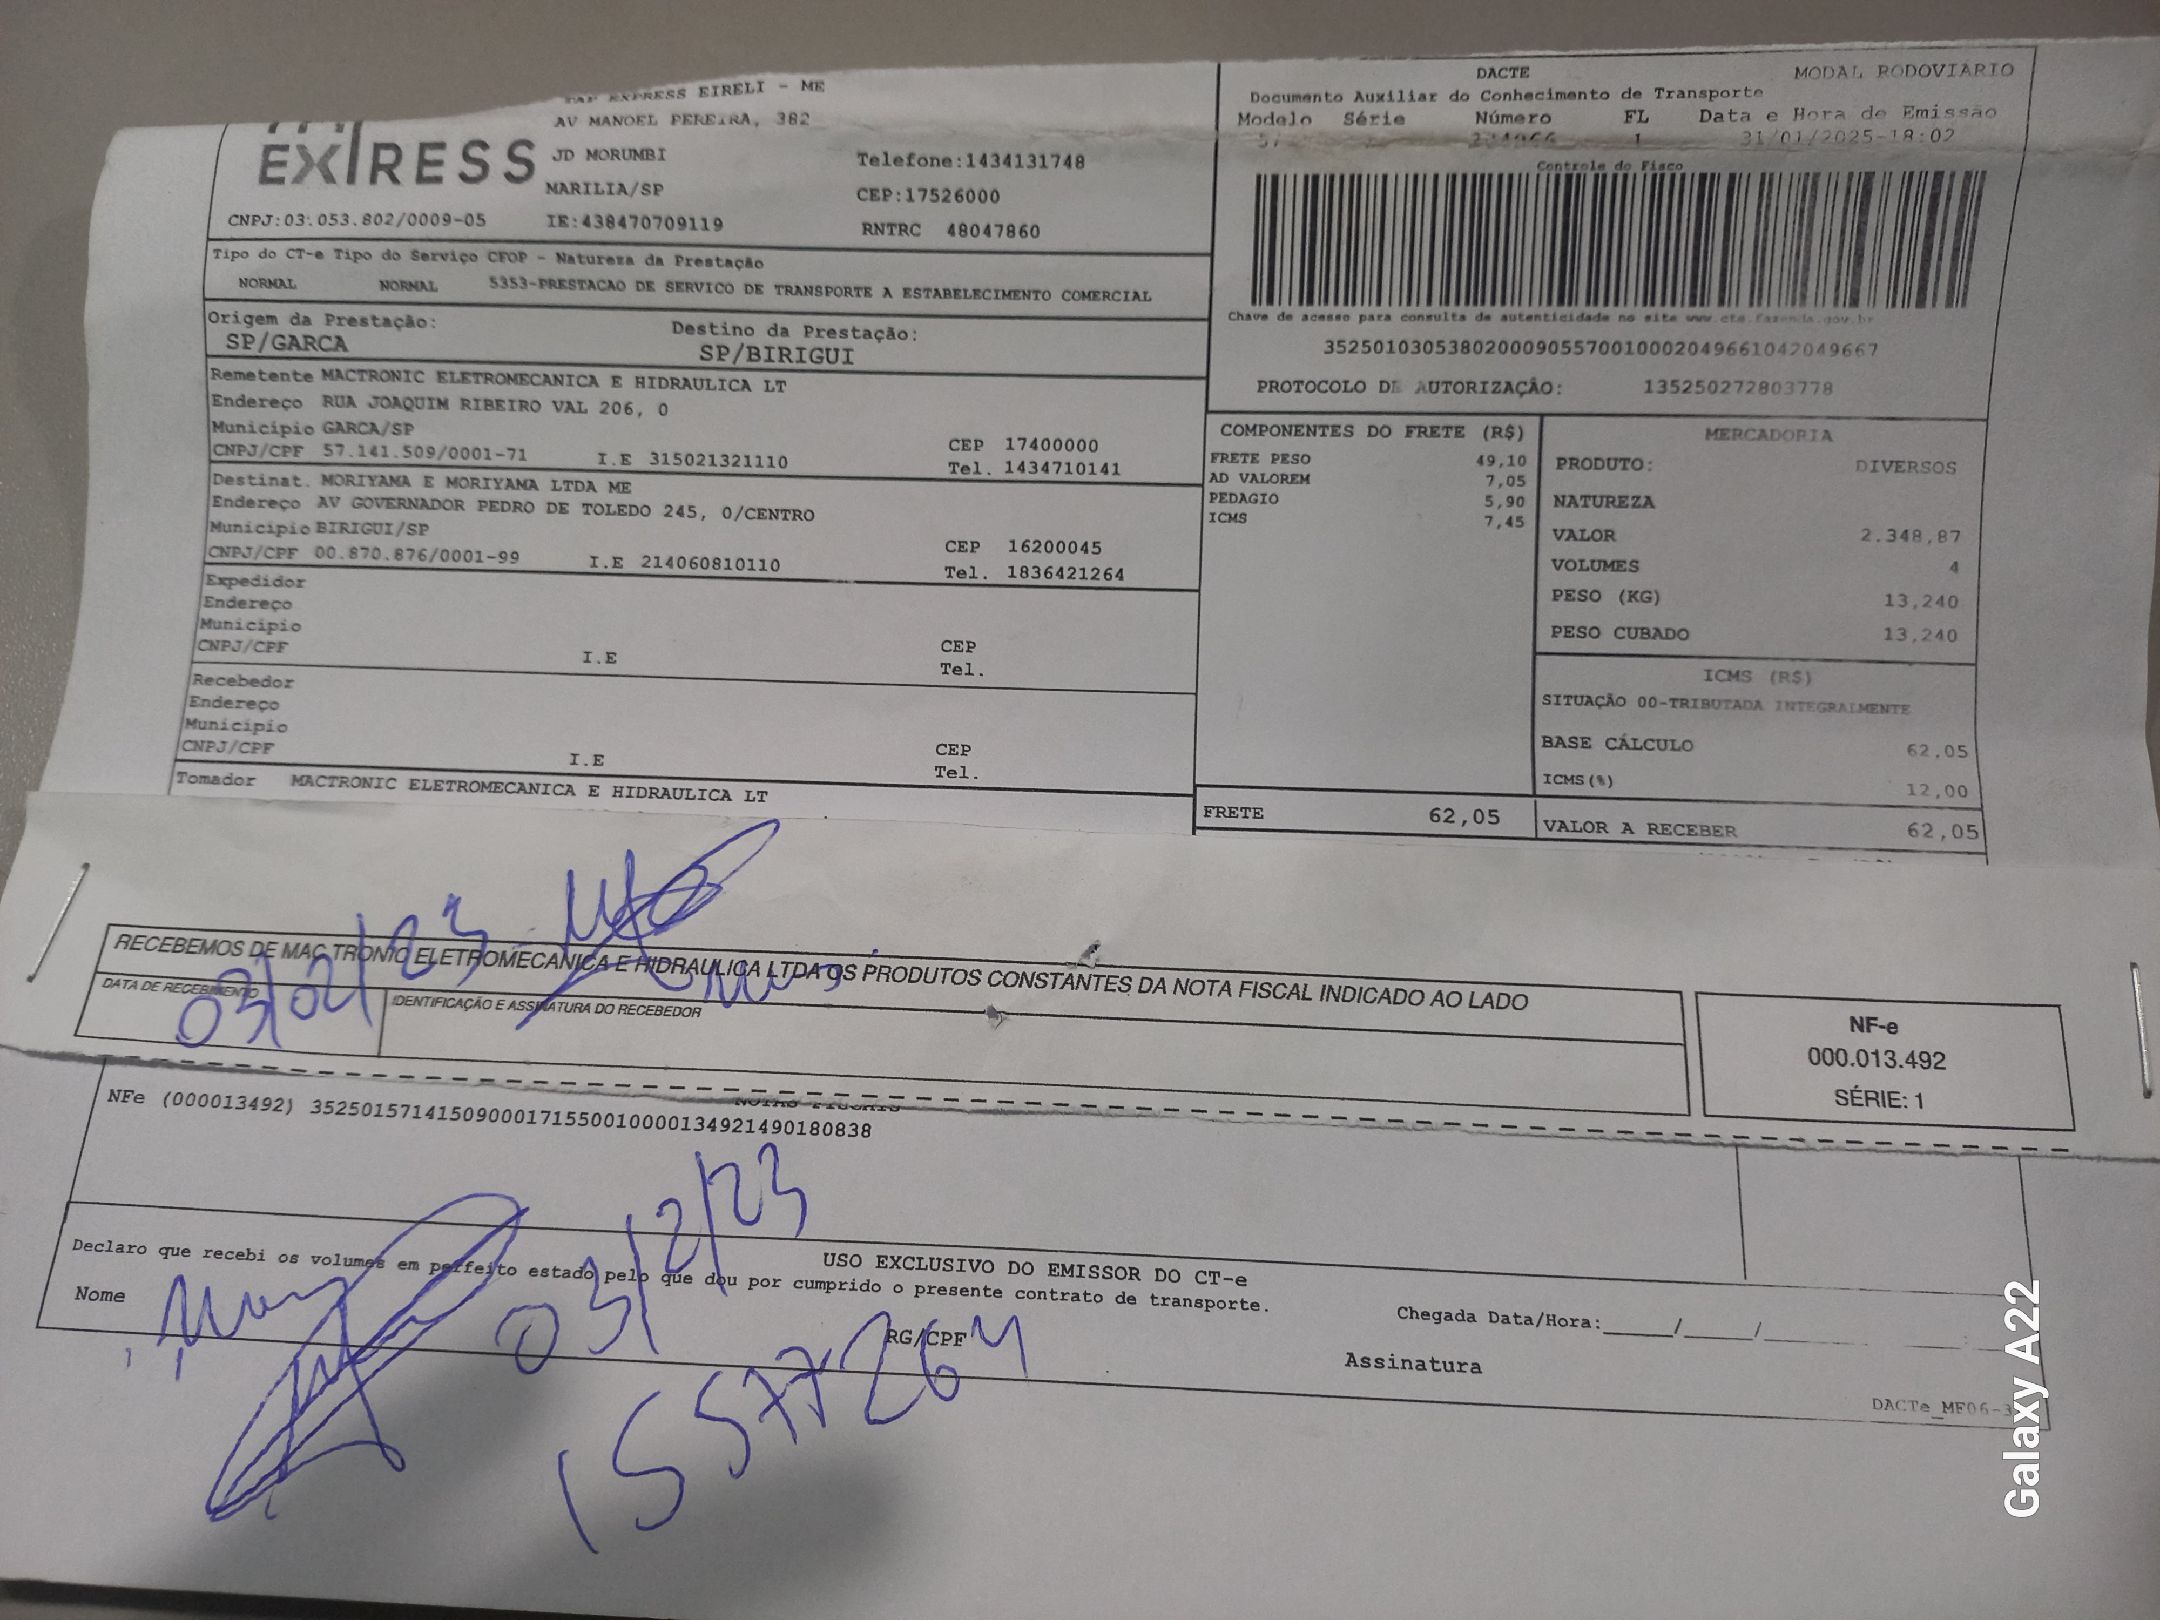 EXPRESS EIRELI - ME
AV MANOEL PEREIRA, 382
EXPRESS
JD MORUMBI
Telefone:1434131748
MARILIA/SP
CEP:17526000
CNPJ:03.053.802/0009-05
IE:438470709119
RNTRC 48047860
DACTE
MODAL RODOVIÁRIO
Documento Auxiliar do Conhecimento de Transporte
Modelo Série Número FL Data e Hora de Emissão
1 31/01/2025-18:02
Controle do Fisco
Chave de acesso para consulta de autenticidade no site www.cte.fazenda.gov.br
35250103053802000905570010002049661042049667
PROTOCOLO DE AUTORIZAÇÃO: 135250272803778
Tipo do CT-e Tipo do Serviço CFOP - Natureza da Prestação
NORMAL NORMAL 5353-PRESTACAO DE SERVICO DE TRANSPORTE A ESTABELECIMENTO COMERCIAL
Origem da Prestação: Destino da Prestação:
SP/GARCA SP/BIRIGUI
Remetente MACTRONIC ELETROMECANICA E HIDRAULICA LT
Endereço RUA JOAQUIM RIBEIRO VAL 206, 0
Município GARCA/SP CEP 17400000
CNPJ/CPF 57.141.509/0001-71 I.E 315021321110 Tel. 1434710141
Destinat. MORIYAMA E MORIYAMA LTDA ME
Endereço AV GOVERNADOR PEDRO DE TOLEDO 245, 0/CENTRO
Município BIRIGUI/SP CEP 16200045
CNPJ/CPF 00.870.876/0001-99 I.E 214060810110 Tel. 1836421264
Expedidor
Endereço
Município CEP
CNPJ/CPF I.E Tel.
Recebedor
Endereço
Município CEP
CNPJ/CPF I.E Tel.
Tomador MACTRONIC ELETROMECANICA E HIDRAULICA LT
COMPONENTES DO FRETE (R$)
FRETE PESO 49,10
AD VALOREM 7,05
PEDAGIO 5,90
ICMS 7,45
FRETE 62,05
MERCADORIA
PRODUTO: DIVERSOS
NATUREZA
VALOR 2.348,87
VOLUMES 4
PESO (KG) 13,240
PESO CUBADO 13,240
ICMS (R$)
SITUAÇÃO 00-TRIBUTADA INTEGRALMENTE
BASE CÁLCULO 62,05
ICMS(%) 12,00
VALOR A RECEBER 62,05
RECEBEMOS DE MAC TRONIC ELETROMECANICA E HIDRAULICA LTDA OS PRODUTOS CONSTANTES DA NOTA FISCAL INDICADO AO LADO
DATA DE RECEBIMENTO
IDENTIFICAÇÃO E ASSINATURA DO RECEBEDOR
03/02/23
NF-e
000.013.492
SÉRIE: 1
NFe (000013492) 35250157141509000171550010000134921490180838
03/2/23
USO EXCLUSIVO DO EMISSOR DO CT-e
Declaro que recebi os volumes em perfeito estado pelo que dou por cumprido o presente contrato de transporte.
Nome
RG/CPF
Chegada Data/Hora:_____/_____/
Assinatura
15577264
Galaxy A22